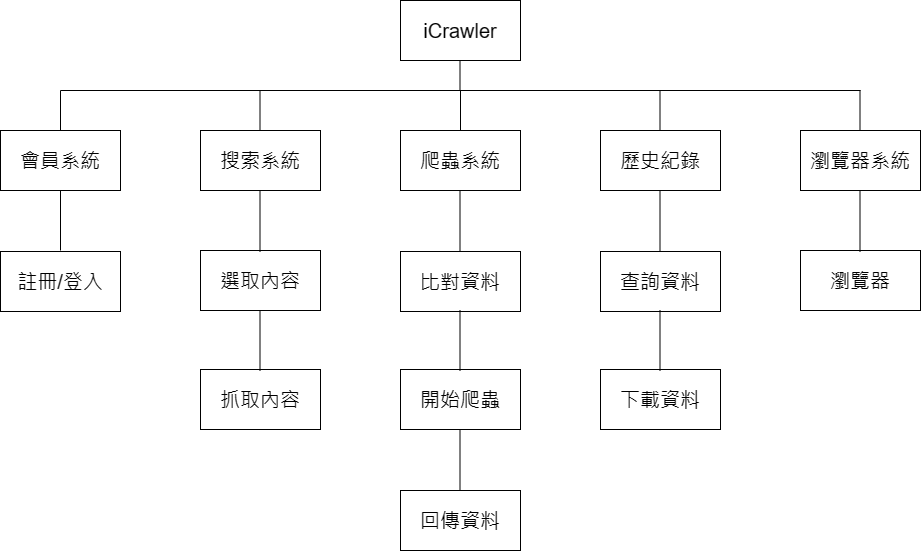 iCrawler
會員系統
搜索系統
爬蟲系統
歷史紀錄
瀏覽器系統
註冊/登入
選取內容
比對資料
查詢資料
瀏覽器
抓取內容
開始爬蟲
下載資料
回傳資料